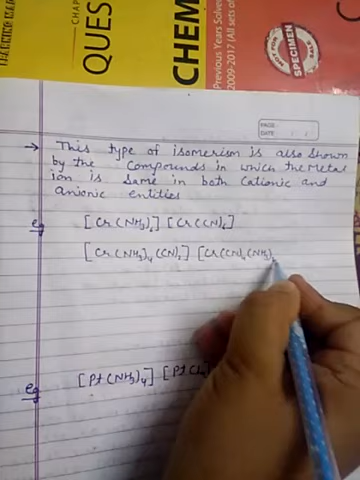 CHAP
QUES
CHEM
Previous Years Solved
2009-2017 (All sets of
SPECIMEN
PAGE:
DATE:
→ This type of isomerism is also shown
by the Compounds in which the Metal
ion is same in both Cationic and
anionic entities
eg [Cr(NH3)6] [Cr(CN)6]
[Cr(NH3)4(CN)2] [Cr(CN)4(NH3)2
eg [Pt(NH3)4] [PtCl4